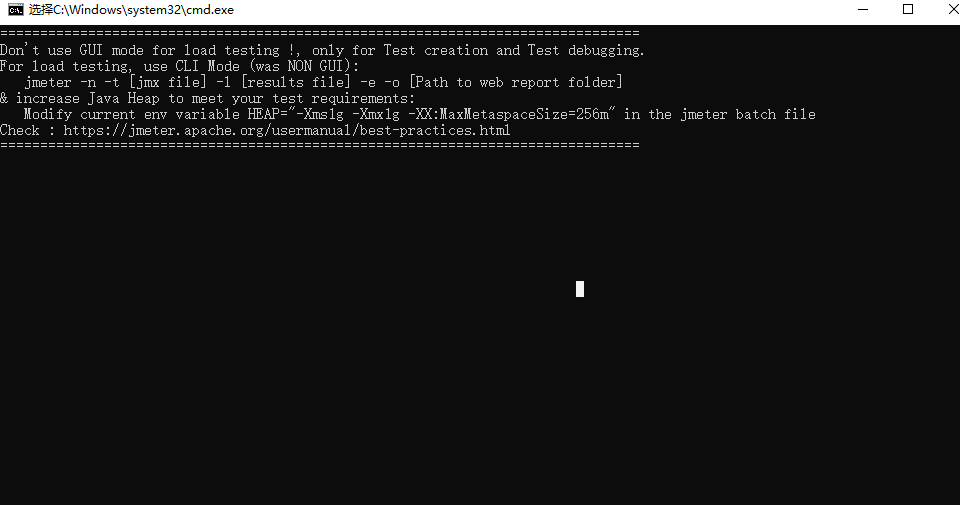 选择C:\Windows\system32\cmd.exe
================================================================================
Don't use GUI mode for load testing !, only for Test creation and Test debugging.
For load testing, use CLI Mode (was NON GUI):
   jmeter -n -t [jmx file] -l [results file] -e -o [Path to web report folder]
& increase Java Heap to meet your test requirements:
   Modify current env variable HEAP="-Xms1g -Xmx1g -XX:MaxMetaspaceSize=256m" in the jmeter batch file
Check : https://jmeter.apache.org/usermanual/best-practices.html
================================================================================